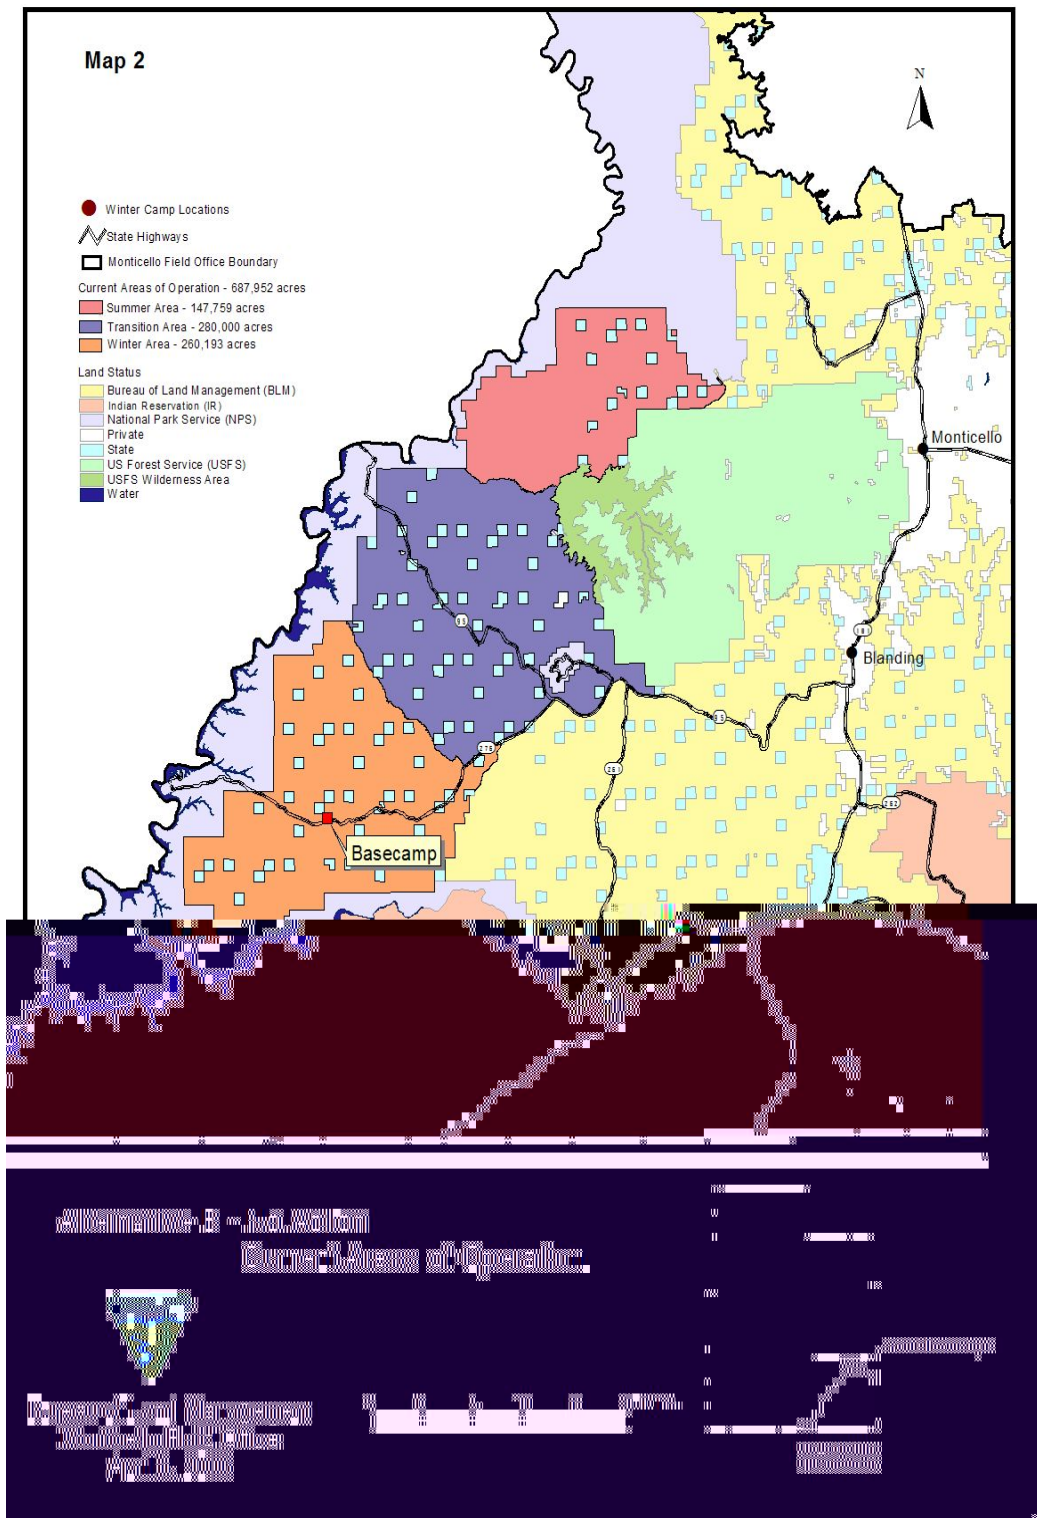 Map 2
N
Winter Camp Locations
State Highways
Monticello Field Office Boundary
Current Areas of Operation - 687,952 acres
Summer Area - 147,759 acres
Transition Area - 280,000 acres
Winter Area - 260,193 acres
Land Status
Bureau of Land Management (BLM)
Indian Reservation (IR)
National Park Service (NPS)
Private
State
US Forest Service (USFS)
USFS Wilderness Area
Water
Monticello
95
191
Blanding
95
276
261
262
Basecamp